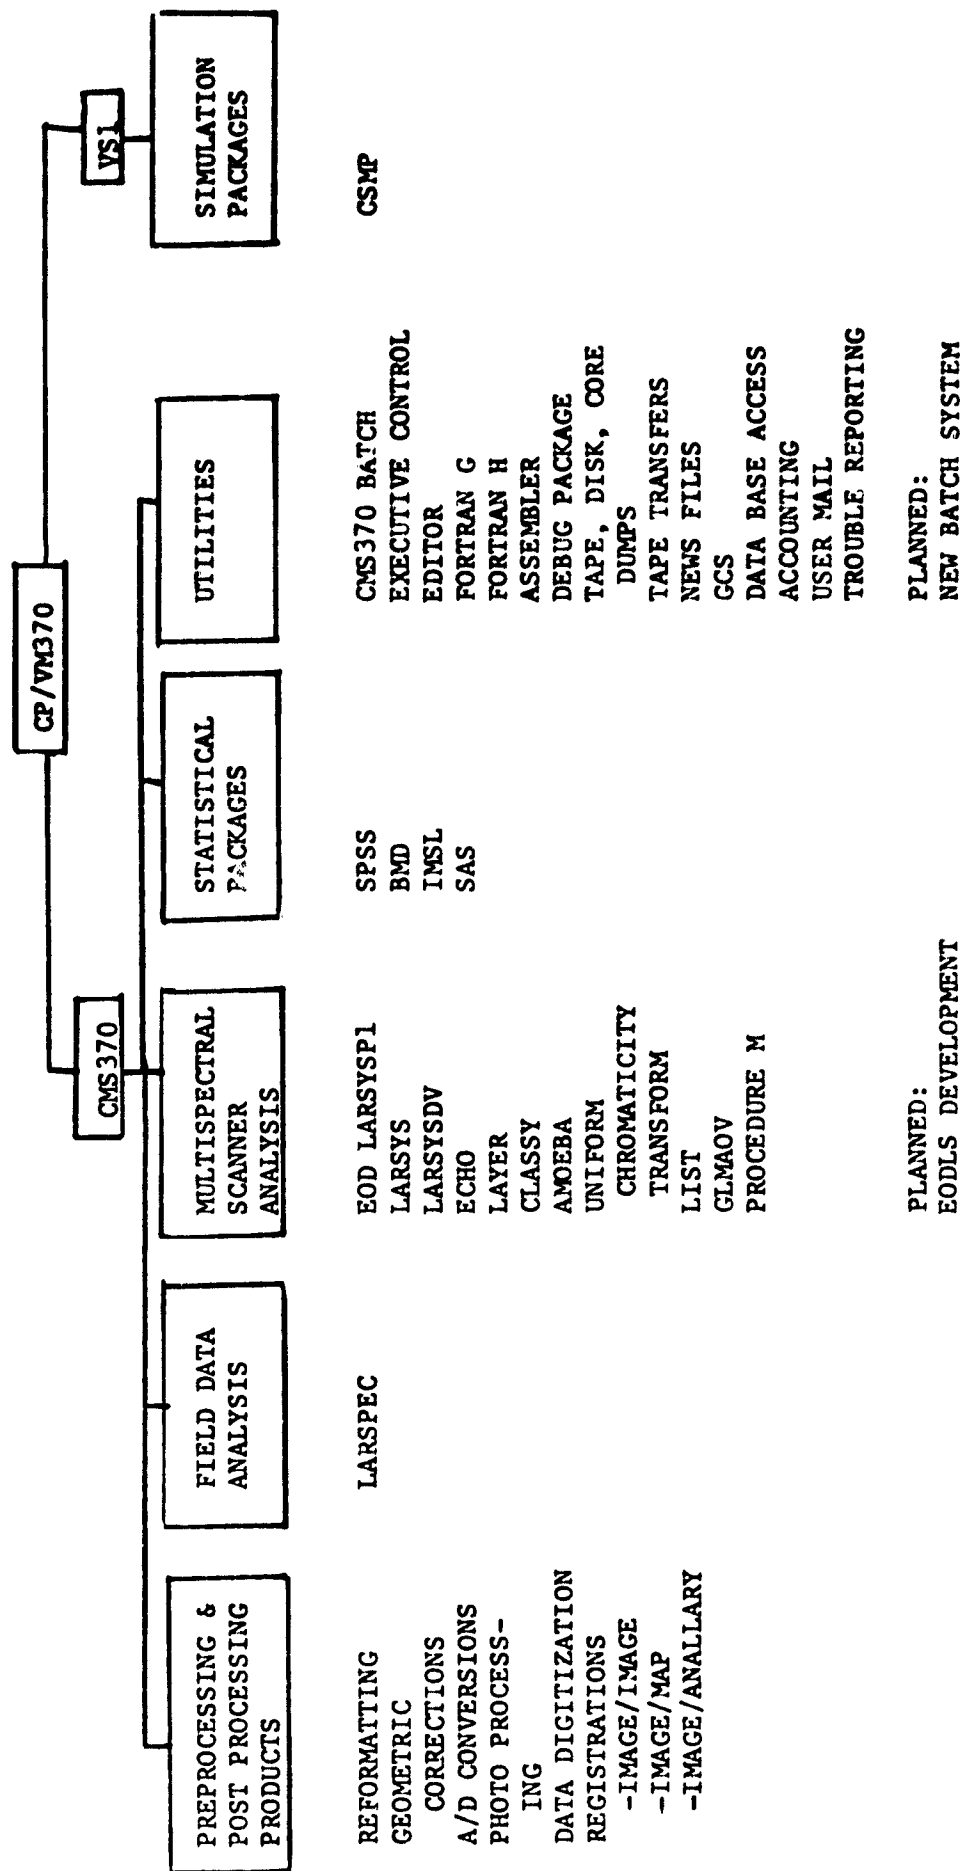 CP/VM370
CMS370
VS1
PREPROCESSING &
POST PROCESSING
PRODUCTS
REFORMATTING
GEOMETRIC
CORRECTIONS
A/D CONVERSIONS
PHOTO PROCESS-
ING
DATA DIGITIZATION
REGISTRATIONS
-IMAGE/IMAGE
-IMAGE/MAP
-IMAGE/ANALLARY
FIELD DATA
ANALYSIS
LARSPEC
MULTISPECTRAL
SCANNER
ANALYSIS
EOD LARSYSP1
LARSYS
LARSYSDV
ECHO
LAYER
CLASSY
AMOEBA
UNIFORM
CHROMATICITY
TRANSFORM
LIST
GLMAOV
PROCEDURE M
PLANNED:
EODLS DEVELOPMENT
STATISTICAL
PACKAGES
SPSS
BMD
IMSL
SAS
UTILITIES
CMS370 BATCH
EXECUTIVE CONTROL
EDITOR
FORTRAN G
FORTRAN H
ASSEMBLER
DEBUG PACKAGE
TAPE, DISK, CORE
DUMPS
TAPE TRANSFERS
NEWS FILES
GCS
DATA BASE ACCESS
ACCOUNTING
USER MAIL
TROUBLE REPORTING
PLANNED:
NEW BATCH SYSTEM
SIMULATION
PACKAGES
CSMP